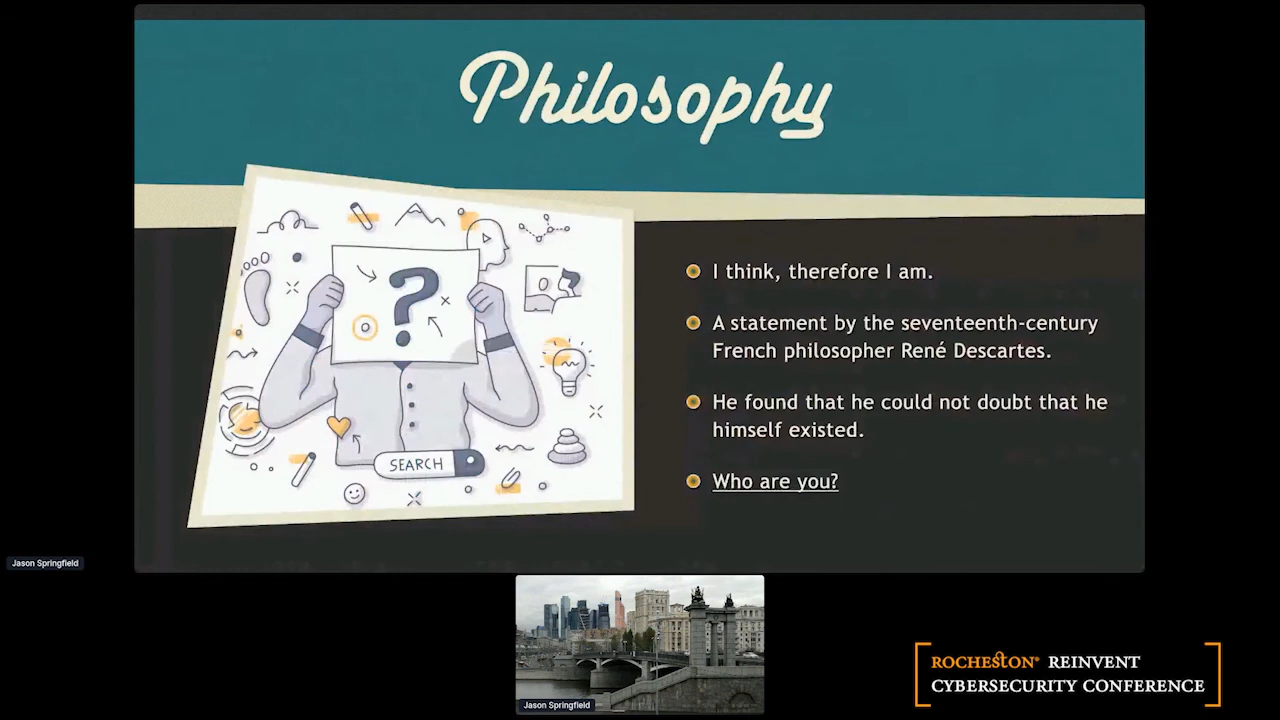 Philosophy
?
SEARCH
I think, therefore I am.
A statement by the seventeenth-century
French philosopher René Descartes.
He found that he could not doubt that he
himself existed.
Who are you?
Jason Springfield
Jason Springfield
ROCHESTON® REINVENT
CYBERSECURITY CONFERENCE